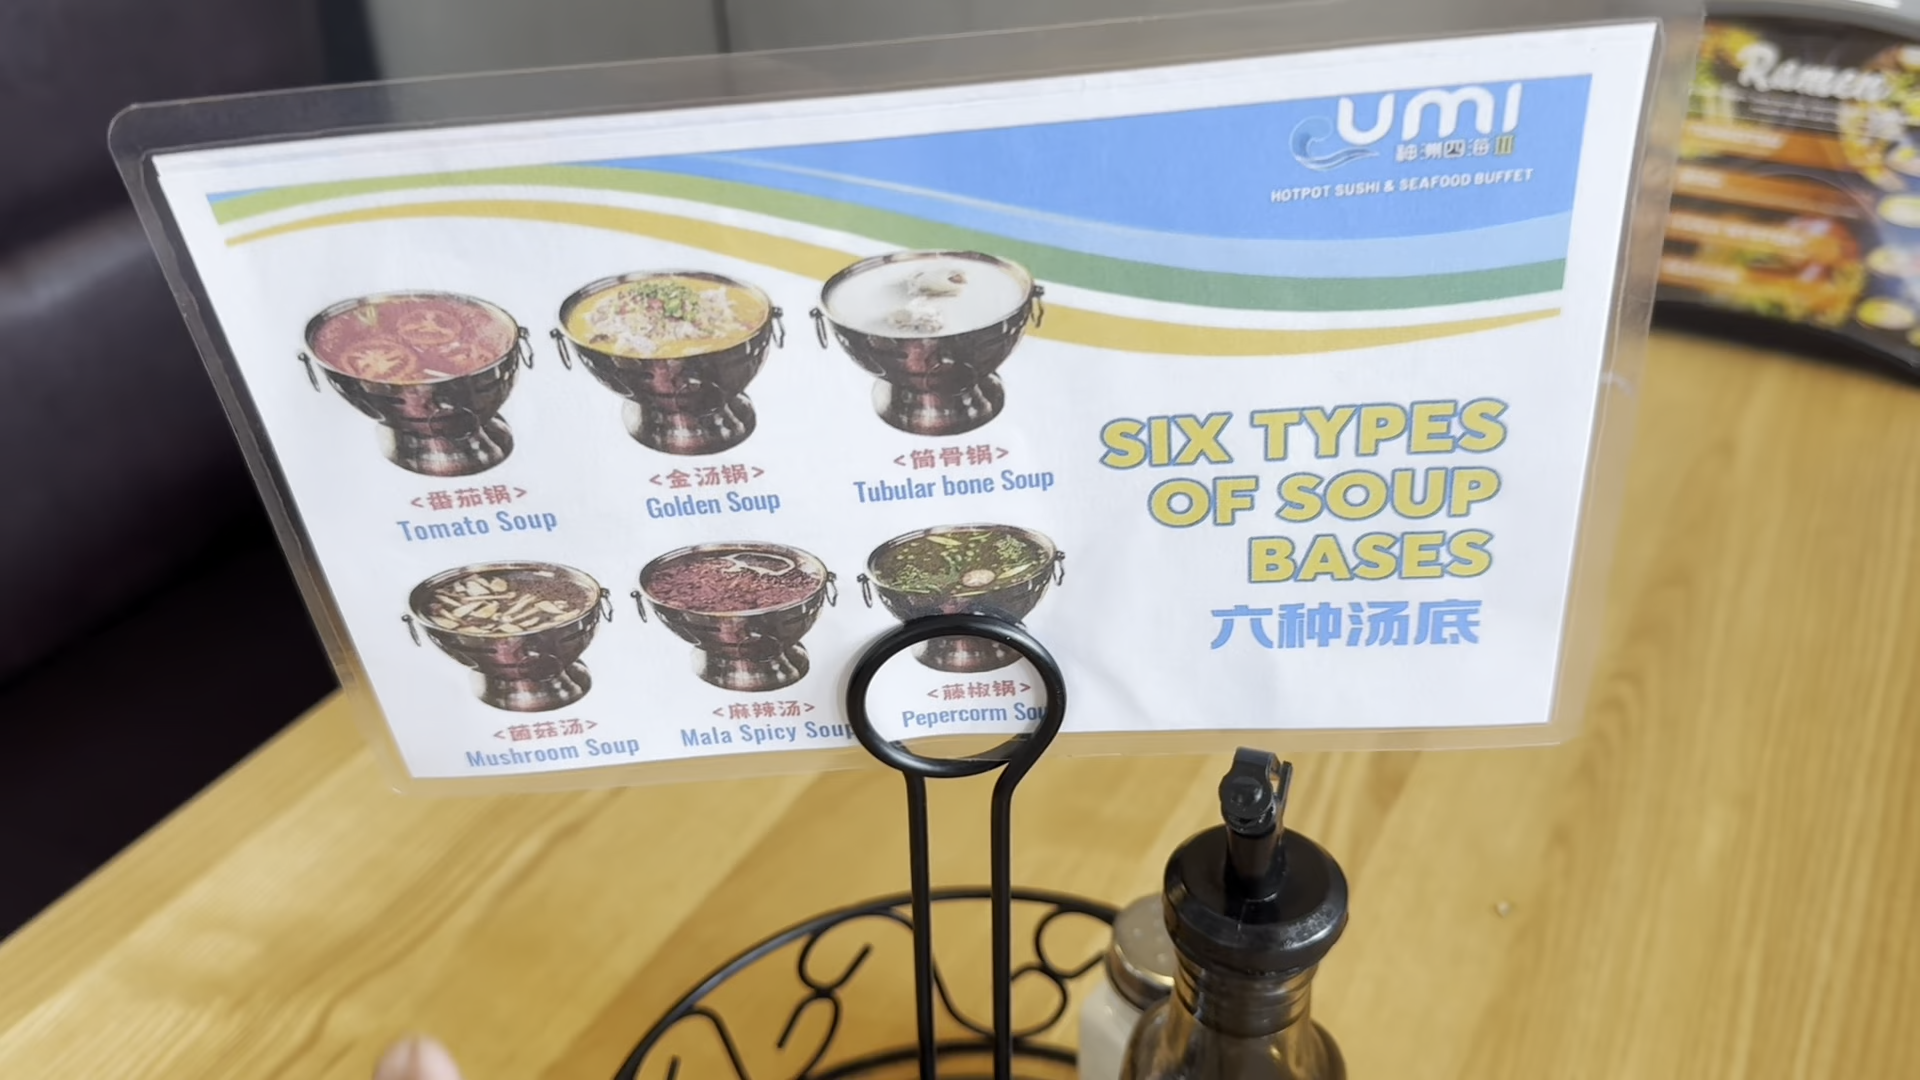 umi
神洲四海III
HOTPOT SUSHI & SEAFOOD BUFFET
Ramen
<番茄锅>
Tomato Soup
<金汤锅>
Golden Soup
<筒骨锅>
Tubular bone Soup
SIX TYPES
OF SOUP
BASES
六种汤底
<菌菇汤>
Mushroom Soup
<麻辣汤>
Mala Spicy Soup
<藤椒锅>
Pepercorm Sou